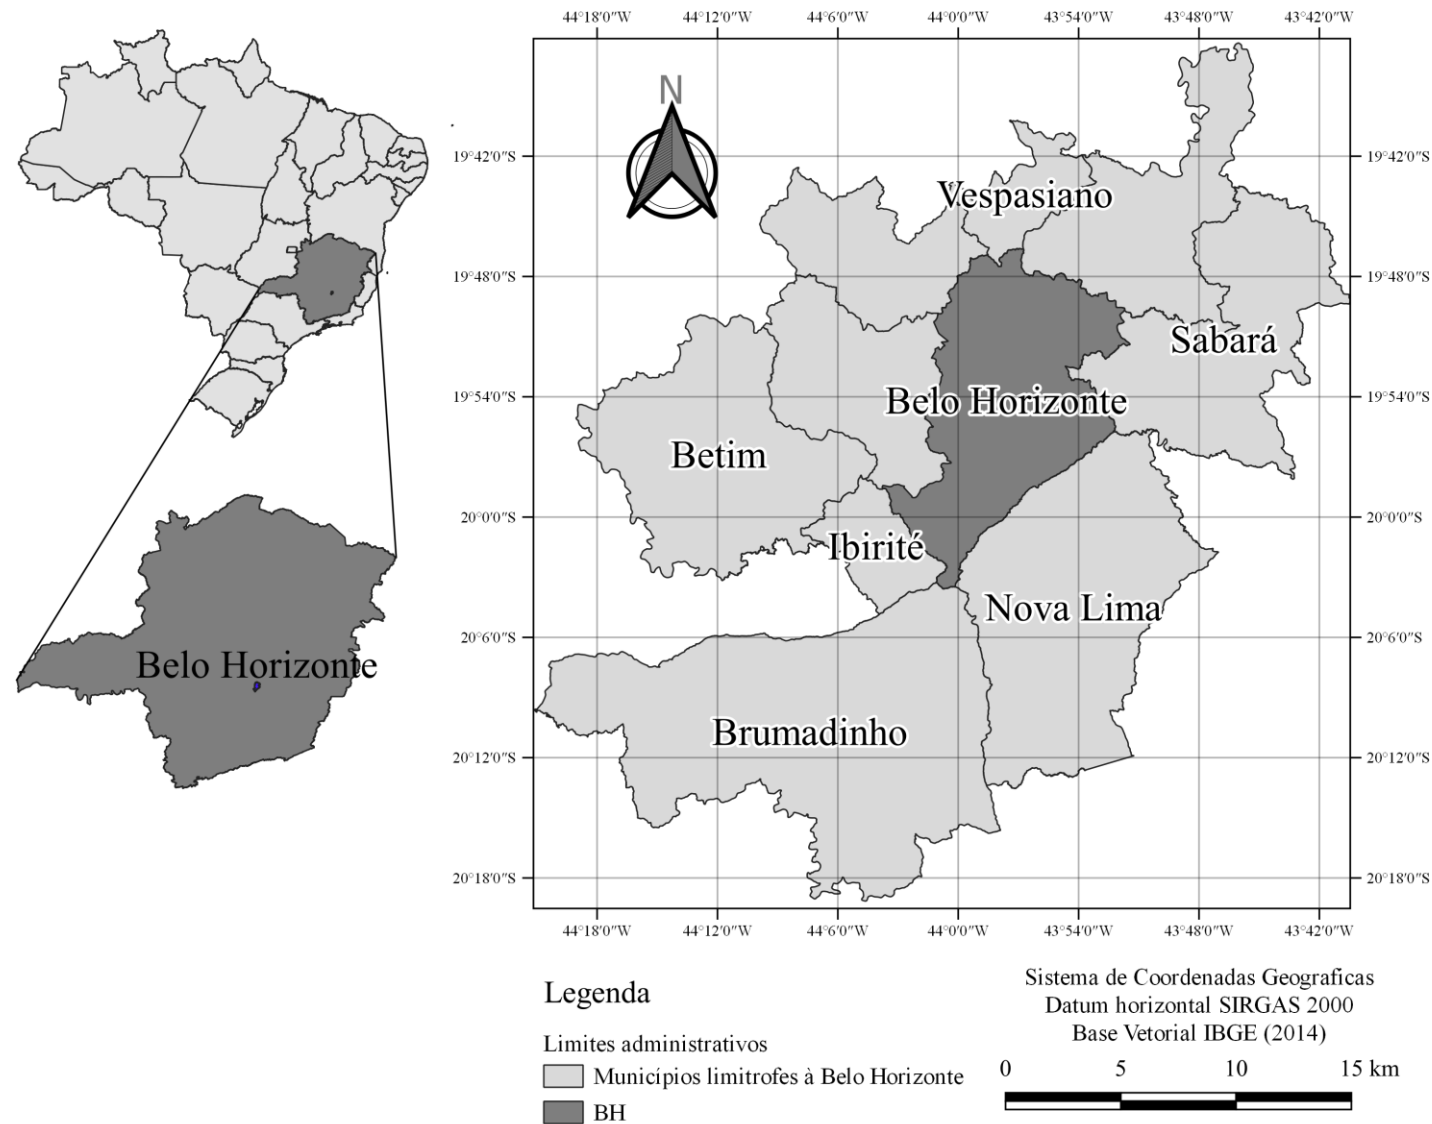 44°18′0″W 44°12′0″W 44°6′0″W 44°0′0″W 43°54′0″W 43°48′0″W 43°42′0″W
N
19°42′0″S 19°42′0″S
Vespasiano
19°48′0″S 19°48′0″S
Sabará
19°54′0″S 19°54′0″S
Belo Horizonte
Betim
20°0′0″S 20°0′0″S
Ibirité
Nova Lima
20°6′0″S 20°6′0″S
Belo Horizonte
Brumadinho
20°12′0″S 20°12′0″S
20°18′0″S 20°18′0″S
44°18′0″W 44°12′0″W 44°6′0″W 44°0′0″W 43°54′0″W 43°48′0″W 43°42′0″W
Legenda
Limites administrativos
Municípios limitrofes à Belo Horizonte
BH
Sistema de Coordenadas Geograficas
Datum horizontal SIRGAS 2000
Base Vetorial IBGE (2014)
0 5 10 15 km